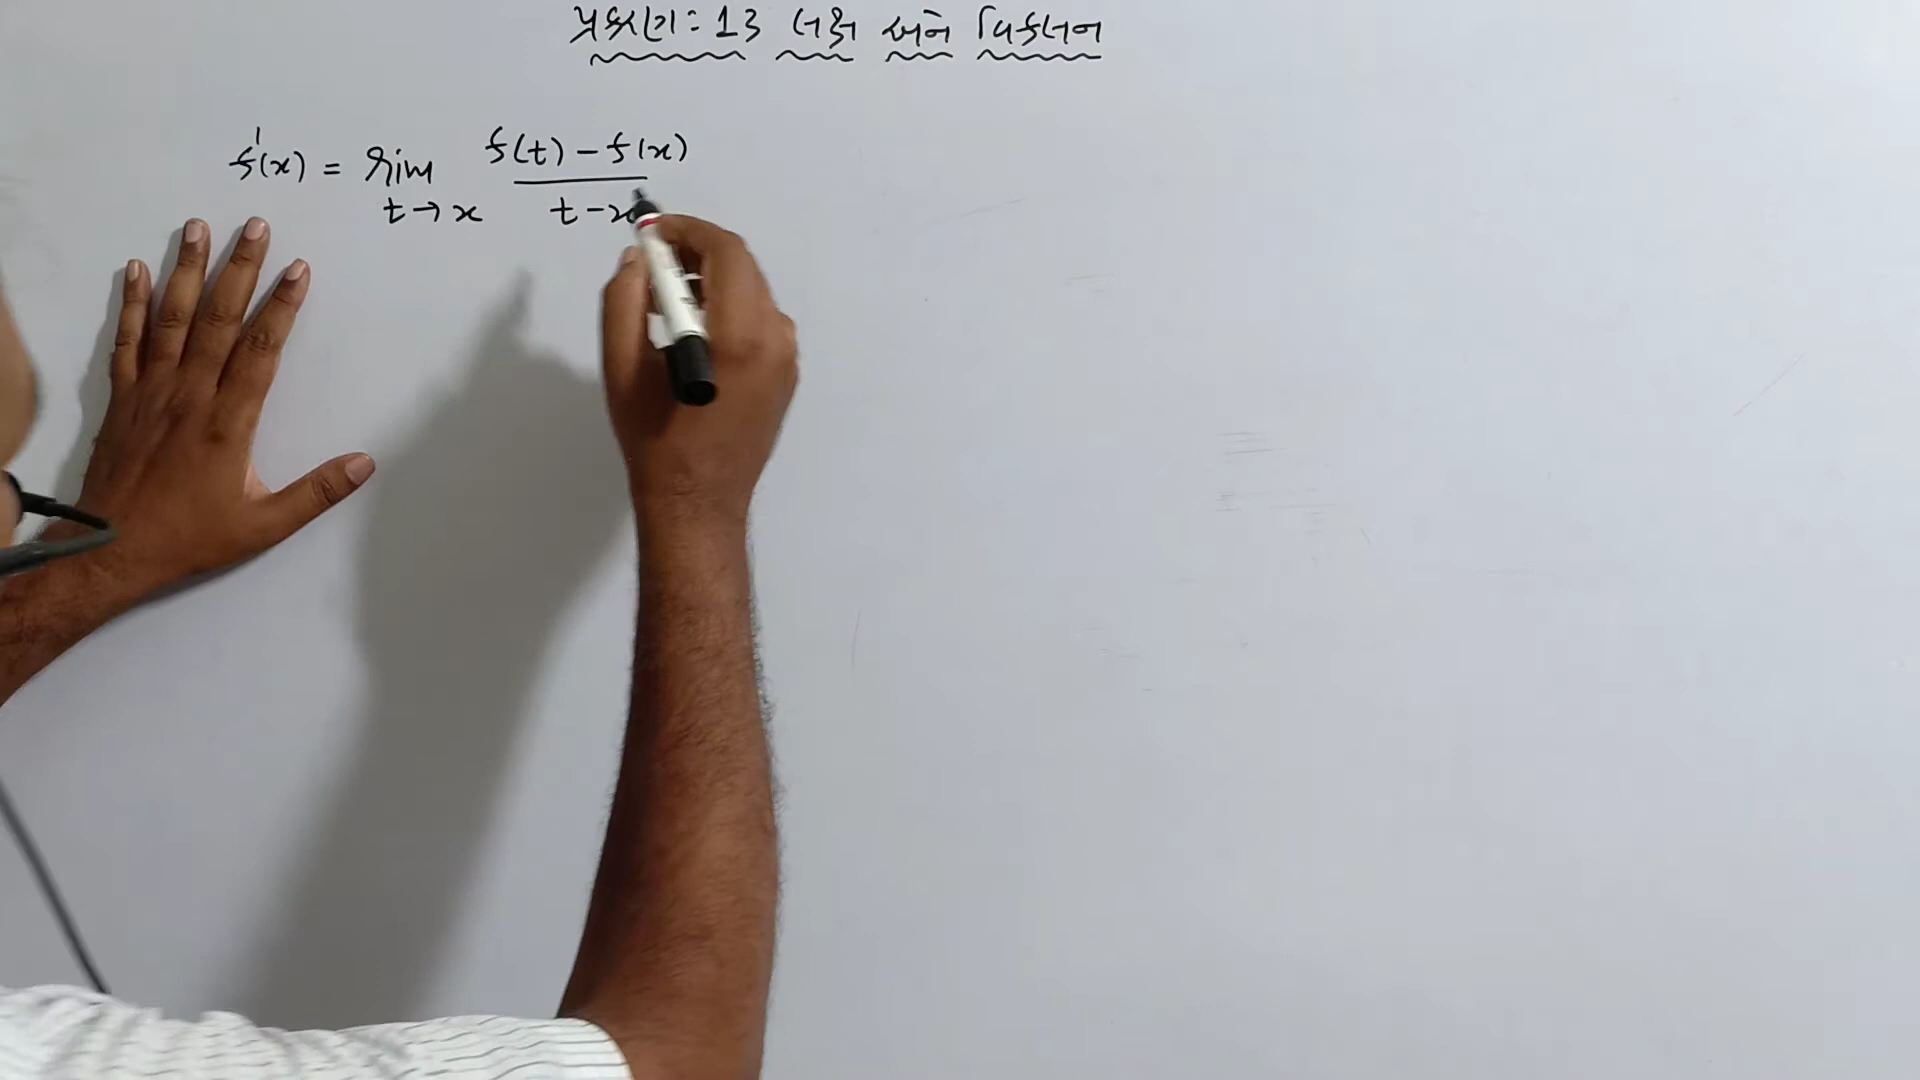 પ્રકરણ : 13 લક્ષ અને વિકલન
f'(x) = lim t→x f(t) - f(x) / t - x